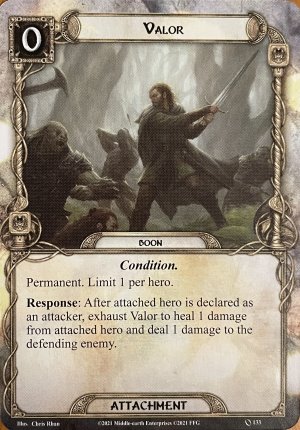 0
VALOR
BOON
Condition.
Permanent. Limit 1 per hero.
Response: After attached hero is declared as
an attacker, exhaust Valor to heal 1 damage
from attached hero and deal 1 damage to the
defending enemy.
Illus. Chris Rhan
©2021 Middle-earth Enterprises ©2021 FFG
131
ATTACHMENT